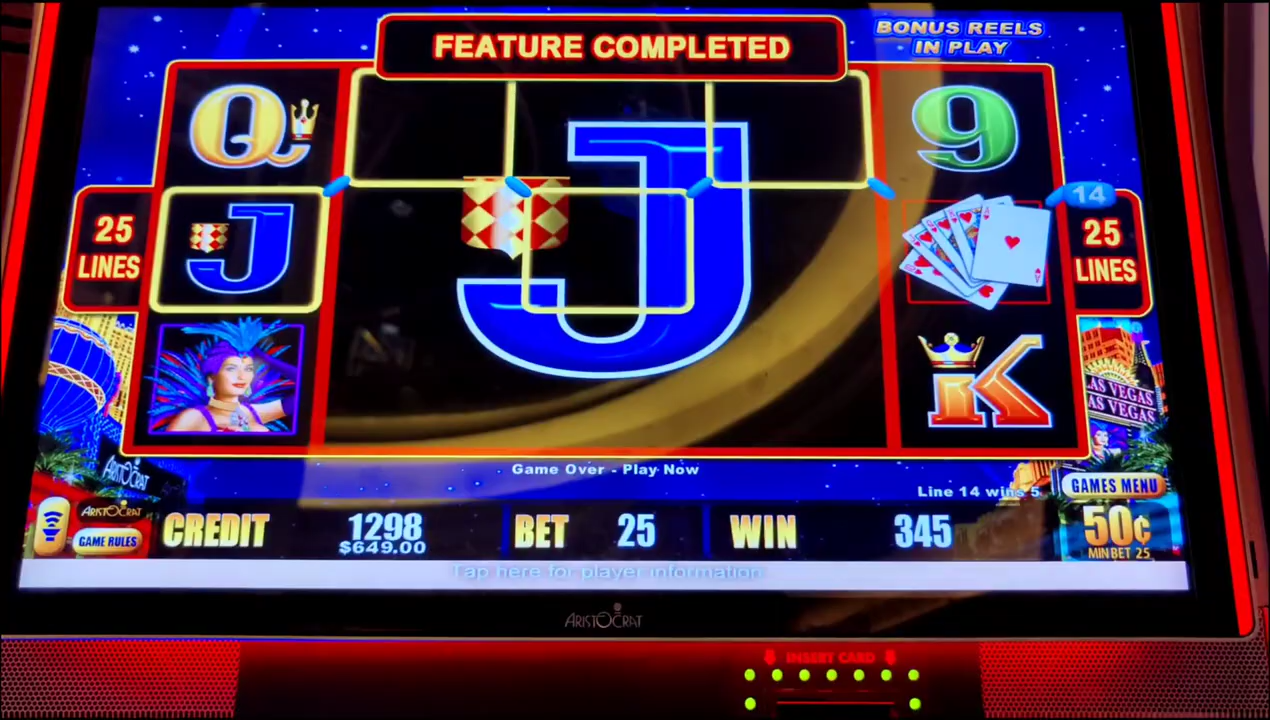 FEATURE COMPLETED
BONUS REELS
IN PLAY
Q
J
9
14
25
LINES
J
25
LINES
K
LAS VEGAS
LAS VEGAS
ARISTOCRAT
Game Over - Play Now
Line 14 wins 5
GAMES MENU
ARISTOCRAT
GAME RULES
CREDIT
1298
$649.00
BET
25
WIN
345
50¢
MIN BET 25
Tap here for player information
ARISTOCRAT
INSERT CARD